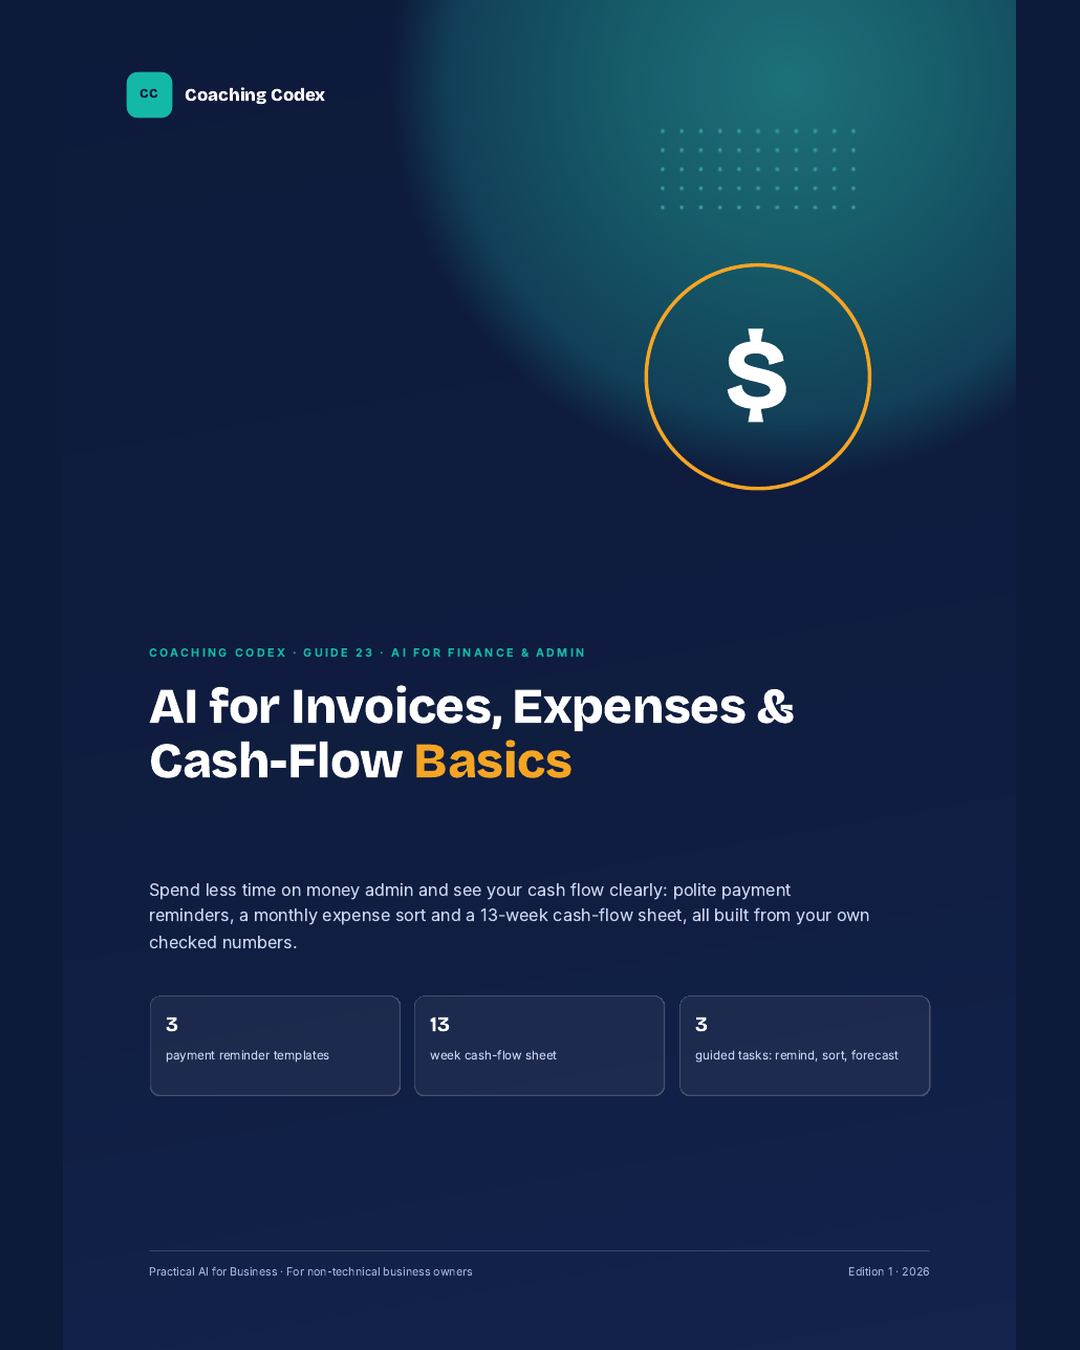 CC
Coaching Codex
$
COACHING CODEX · GUIDE 23 · AI FOR FINANCE & ADMIN
AI for Invoices, Expenses &
Cash-Flow Basics
Spend less time on money admin and see your cash flow clearly: polite payment
reminders, a monthly expense sort and a 13-week cash-flow sheet, all built from your own
checked numbers.
3
payment reminder templates
13
week cash-flow sheet
3
guided tasks: remind, sort, forecast
Practical AI for Business · For non-technical business owners
Edition 1 · 2026